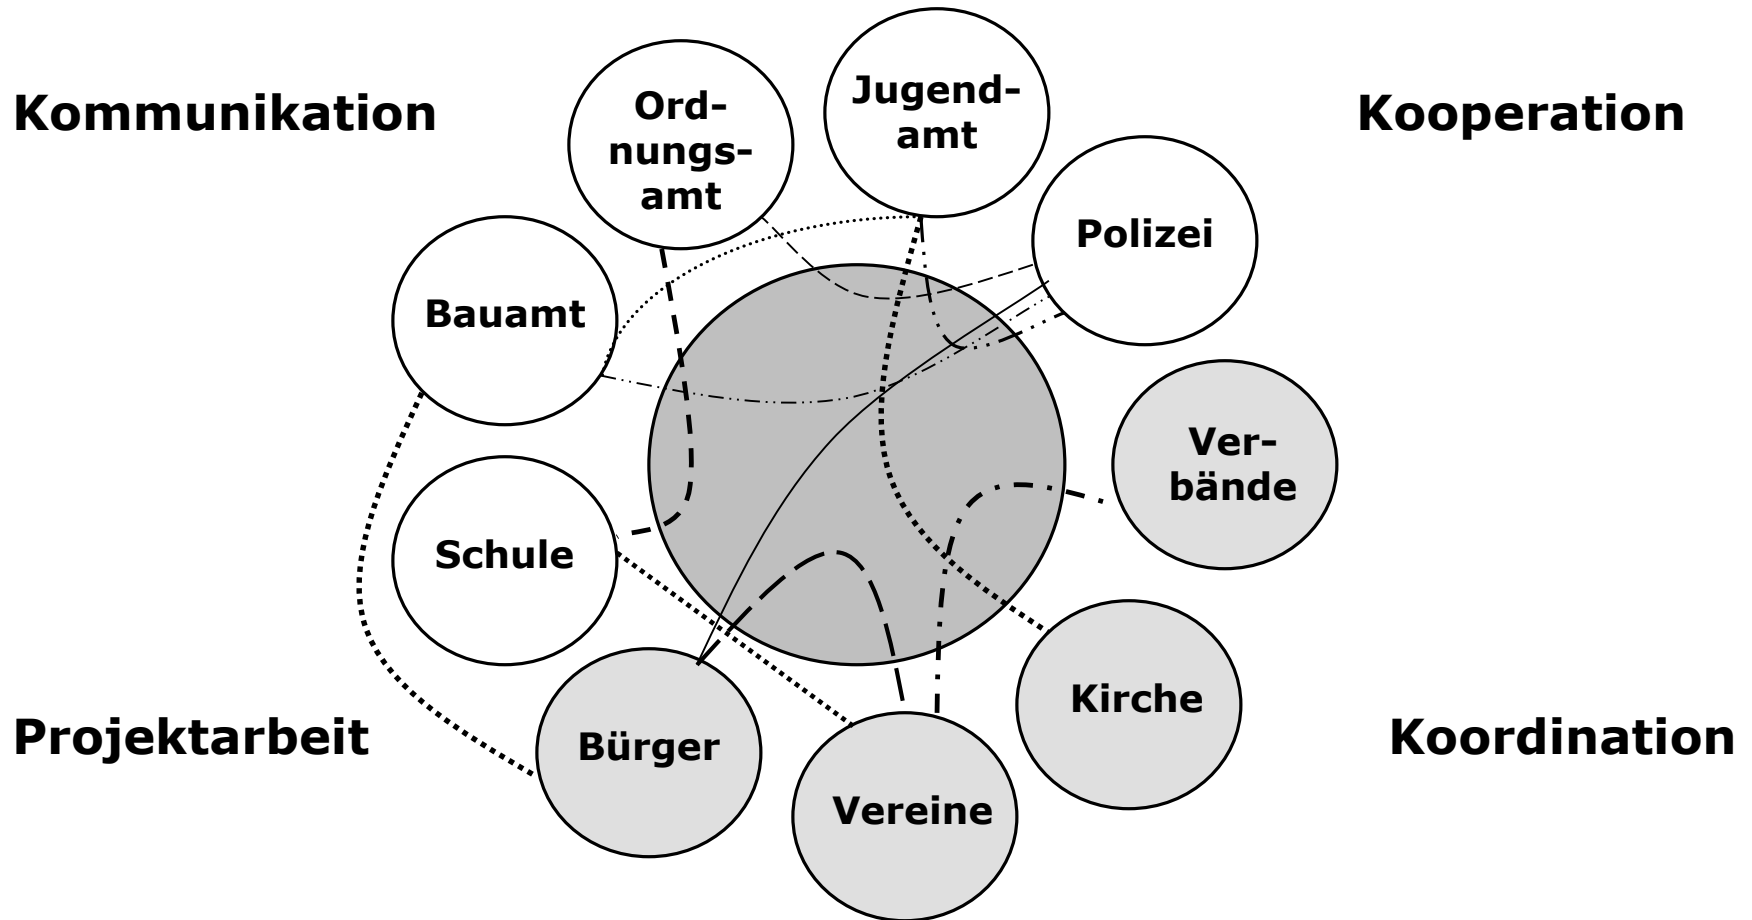 Kommunikation
Ord-
nungs-
amt
Jugend-
amt
Kooperation
Polizei
Bauamt
Ver-
bände
Schule
Kirche
Projektarbeit
Bürger
Vereine
Koordination